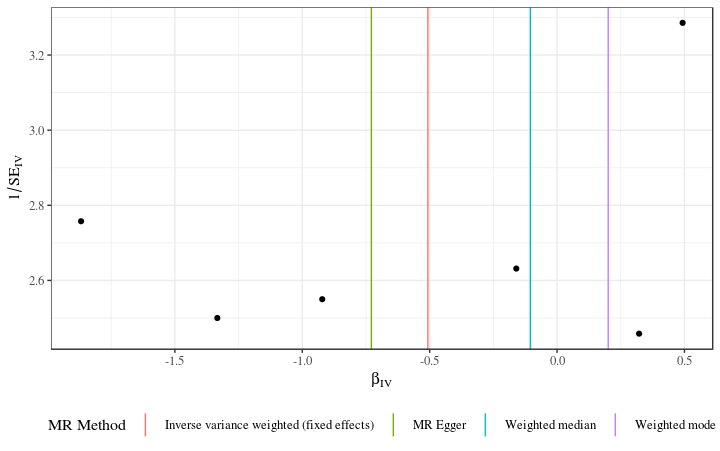 3.2
3.0
2.8
2.6
1/SE_IV
-1.5 -1.0 -0.5 0.0 0.5
β_IV
MR Method Inverse variance weighted (fixed effects) MR Egger Weighted median Weighted mode